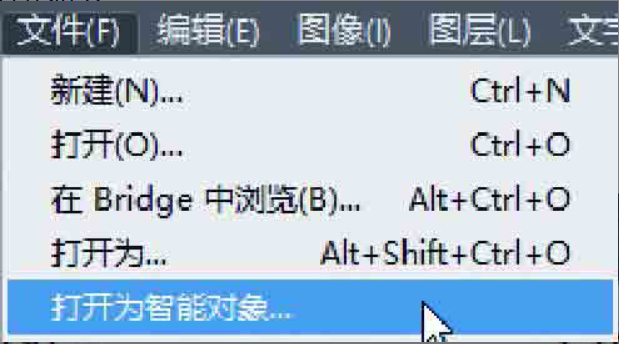 文件(F) 编辑(E) 图像(I) 图层(L)
新建(N)... Ctrl+N
打开(O)... Ctrl+O
在 Bridge 中浏览(B)... Alt+Ctrl+O
打开为... Alt+Shift+Ctrl+O
打开为智能对象...